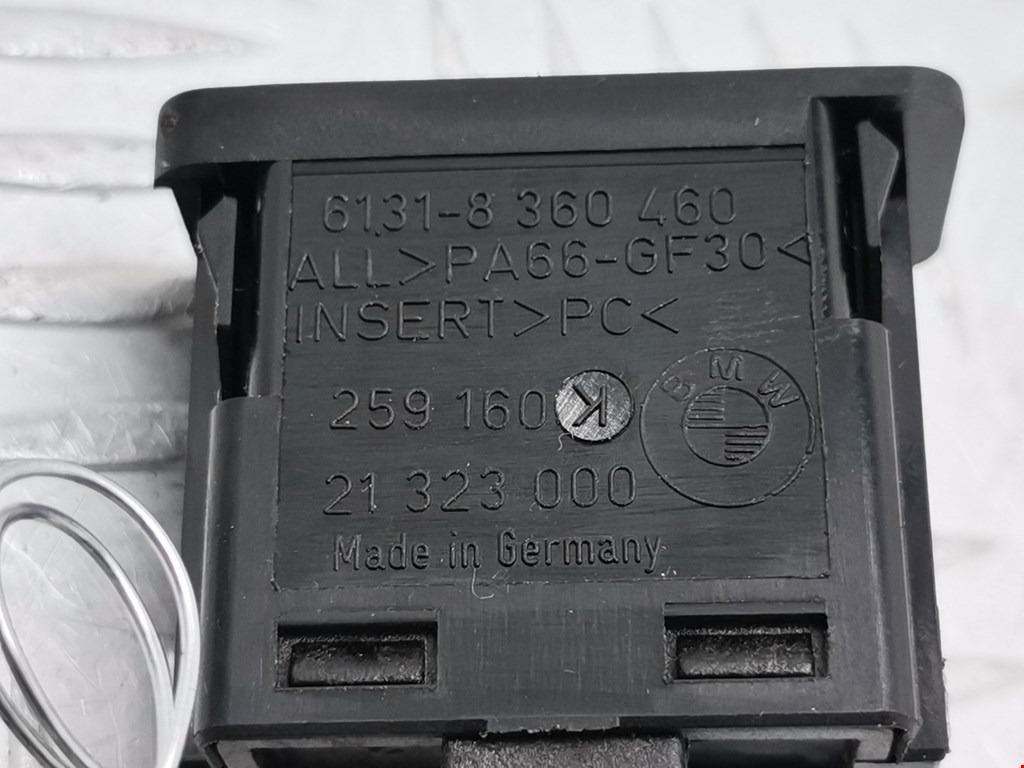 6131-8 360 460
ALL>PA66-GF30<
INSERT>PC<
259 160 K
BMW
21 323 000
Made in Germany